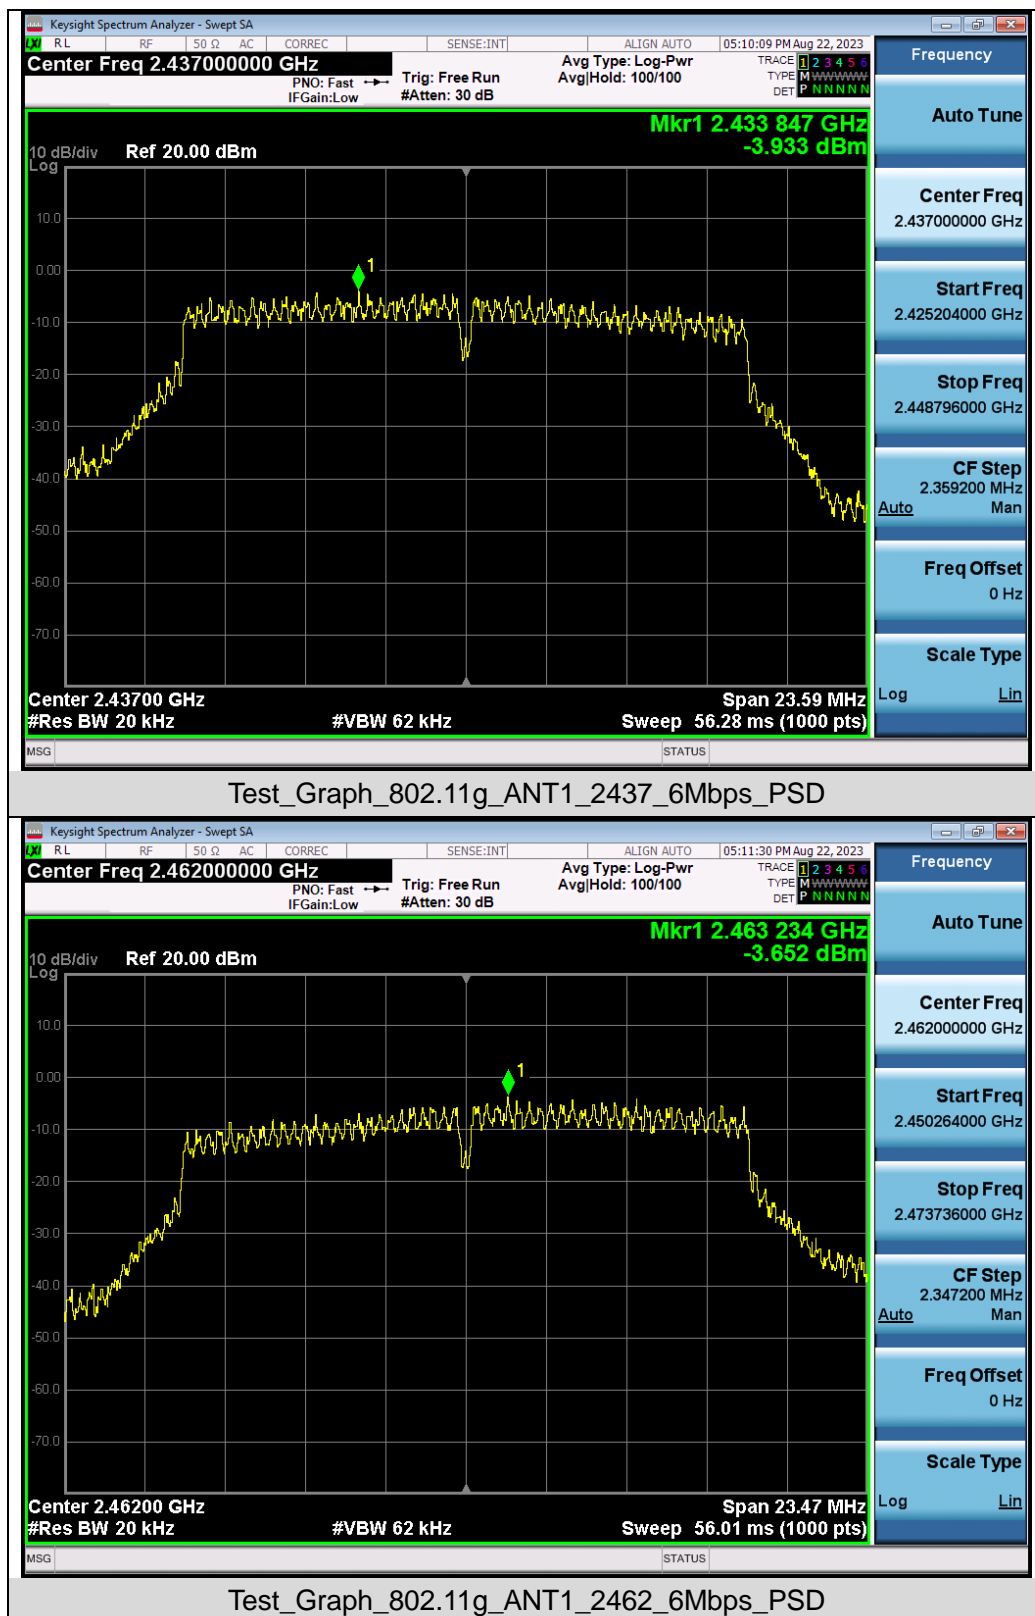 Keysight Spectrum Analyzer - Swept SA
LXI RL RF 50 Ω AC CORREC SENSE:INT ALIGN AUTO 05:10:09 PM Aug 22, 2023
Center Freq 2.437000000 GHz
PNO: Fast
IFGain:Low
Trig: Free Run
#Atten: 30 dB
Avg Type: Log-Pwr
Avg|Hold: 100/100
TRACE 1 2 3 4 5 6
TYPE M WWWWW
DET P N N N N N
Mkr1 2.433 847 GHz
-3.933 dBm
10 dB/div Ref 20.00 dBm
Log
10.0
0.00
-10.0
-20.0
-30.0
-40.0
-50.0
-60.0
-70.0
1
Center 2.43700 GHz Span 23.59 MHz
#Res BW 20 kHz #VBW 62 kHz Sweep 56.28 ms (1000 pts)
MSG STATUS
Frequency
Auto Tune
Center Freq
2.437000000 GHz
Start Freq
2.425204000 GHz
Stop Freq
2.448796000 GHz
CF Step
2.359200 MHz
Auto Man
Freq Offset
0 Hz
Scale Type
Log Lin
Test_Graph_802.11g_ANT1_2437_6Mbps_PSD
Keysight Spectrum Analyzer - Swept SA
LXI RL RF 50 Ω AC CORREC SENSE:INT ALIGN AUTO 05:11:30 PM Aug 22, 2023
Center Freq 2.462000000 GHz
PNO: Fast
IFGain:Low
Trig: Free Run
#Atten: 30 dB
Avg Type: Log-Pwr
Avg|Hold: 100/100
TRACE 1 2 3 4 5 6
TYPE M WWWWW
DET P N N N N N
Mkr1 2.463 234 GHz
-3.652 dBm
10 dB/div Ref 20.00 dBm
Log
10.0
0.00
-10.0
-20.0
-30.0
-40.0
-50.0
-60.0
-70.0
1
Center 2.46200 GHz Span 23.47 MHz
#Res BW 20 kHz #VBW 62 kHz Sweep 56.01 ms (1000 pts)
MSG STATUS
Frequency
Auto Tune
Center Freq
2.462000000 GHz
Start Freq
2.450264000 GHz
Stop Freq
2.473736000 GHz
CF Step
2.347200 MHz
Auto Man
Freq Offset
0 Hz
Scale Type
Log Lin
Test_Graph_802.11g_ANT1_2462_6Mbps_PSD